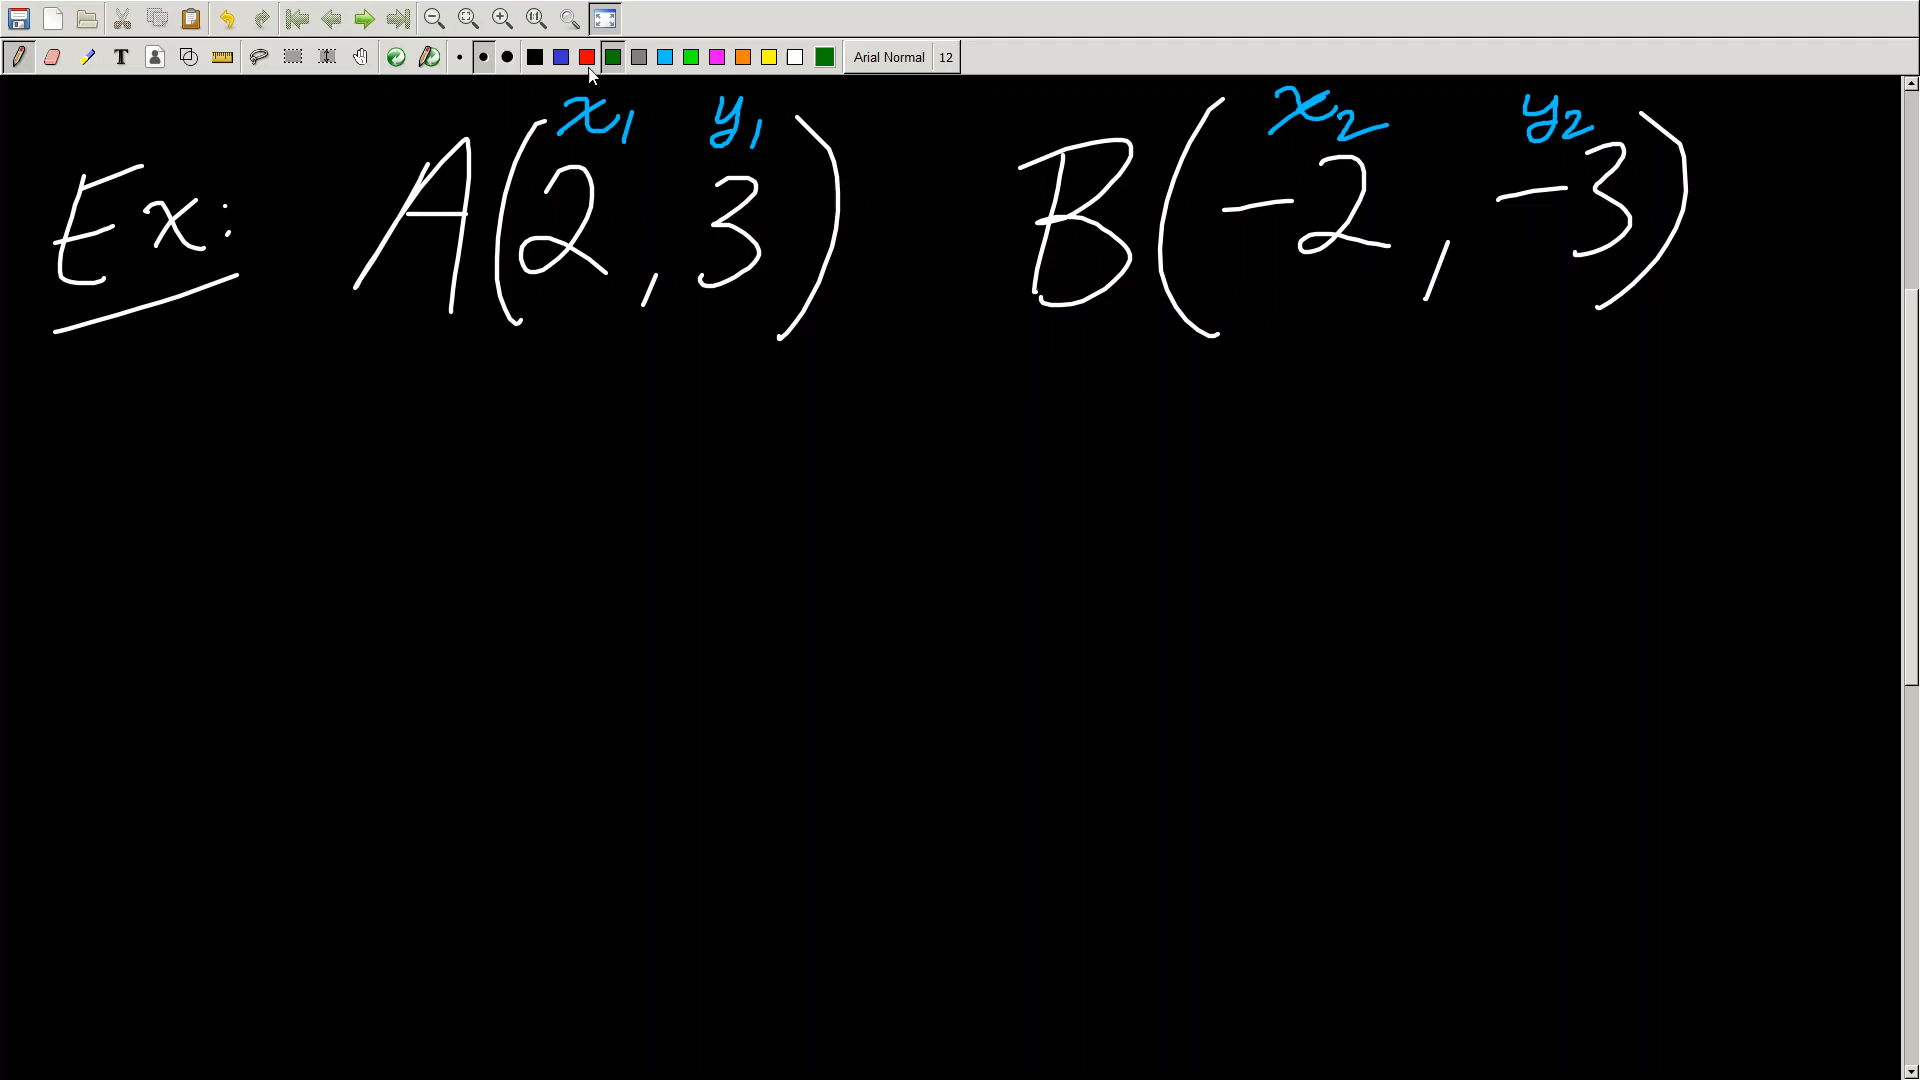 Arial Normal 12
x₁ y₁ x₂ y₂
Ex: A(2, 3) B(-2, -3)